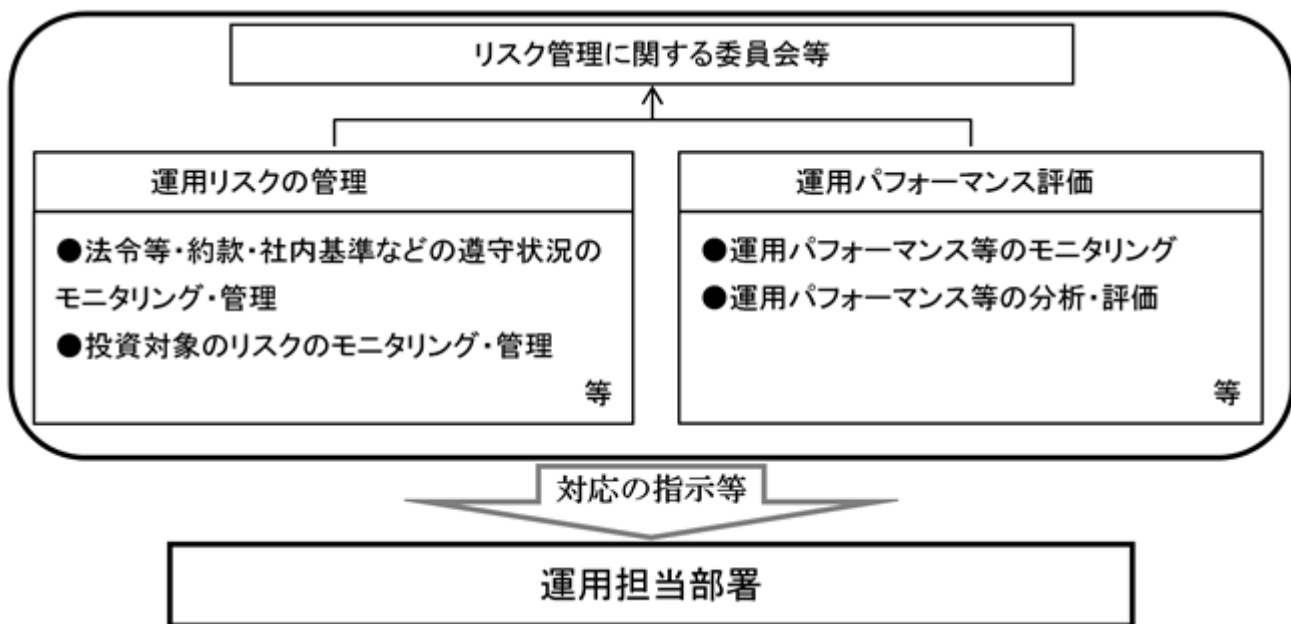 リスク管理に関する委員会等
運用リスクの管理
●法令等・約款・社内基準などの遵守状況の
モニタリング・管理
●投資対象のリスクのモニタリング・管理
等
運用パフォーマンス評価
●運用パフォーマンス等のモニタリング
●運用パフォーマンス等の分析・評価
等
対応の指示等
運用担当部署